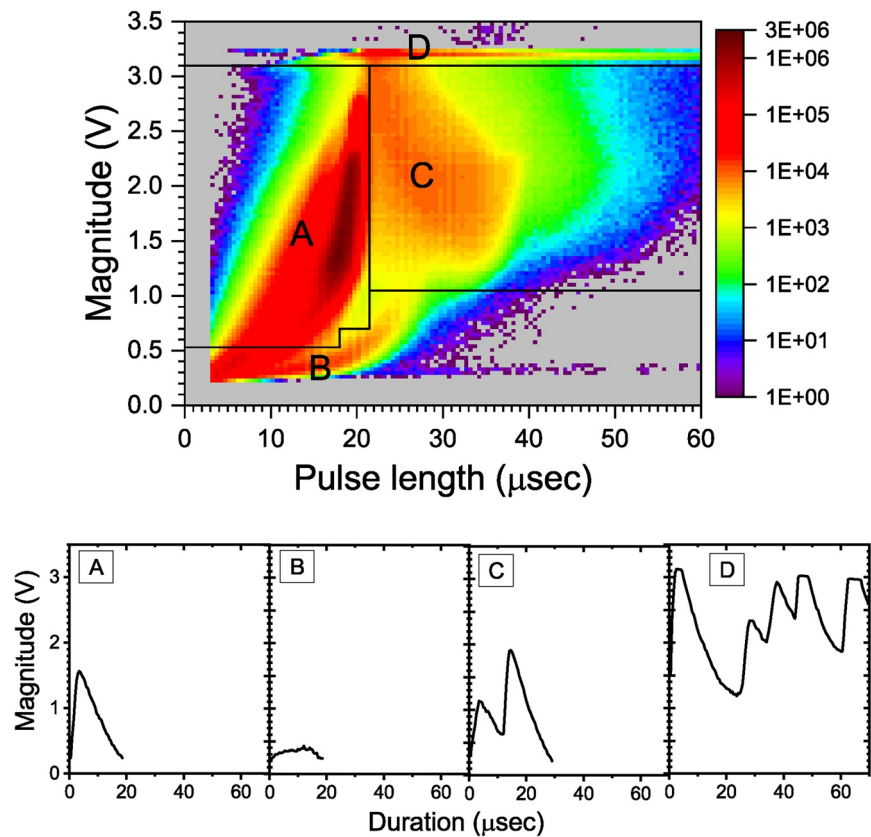 3.5
3.0
2.5
2.0
1.5
1.0
0.5
0.0
Magnitude (V)
0 10 20 30 40 50 60
Pulse length (μsec)
A
B
C
D
3E+06
1E+06
1E+05
1E+04
1E+03
1E+02
1E+01
1E+00
A
B
C
D
3
2
1
0
Magnitude (V)
0 20 40 60 0 20 40 60 0 20 40 60 0 20 40 60
Duration (μsec)